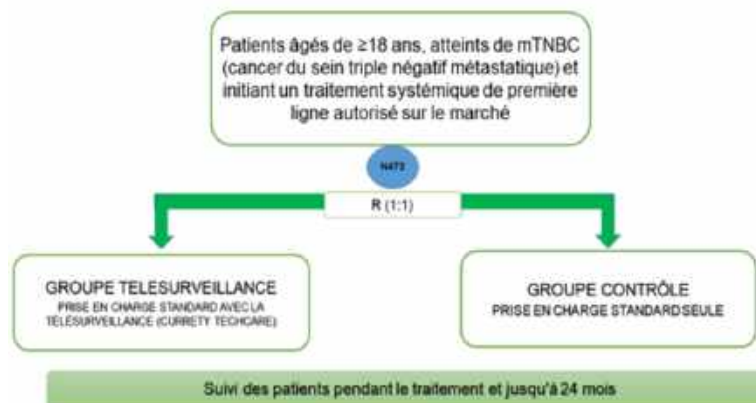 Patients âgés de ≥18 ans, atteints de mTNBC
(cancer du sein triple négatif métastatique) et
initiant un traitement systémique de première
ligne autorisé sur le marché
N473
R (1:1)
GROUPE TELESURVEILLANCE
PRISE EN CHARGE STANDARD AVEC LA
TÉLÉSURVEILLANCE (CURRETY TECHCARE)
GROUPE CONTRÔLE
PRISE EN CHARGE STANDARD SEULE
Suivi des patients pendant le traitement et jusqu'à 24 mois